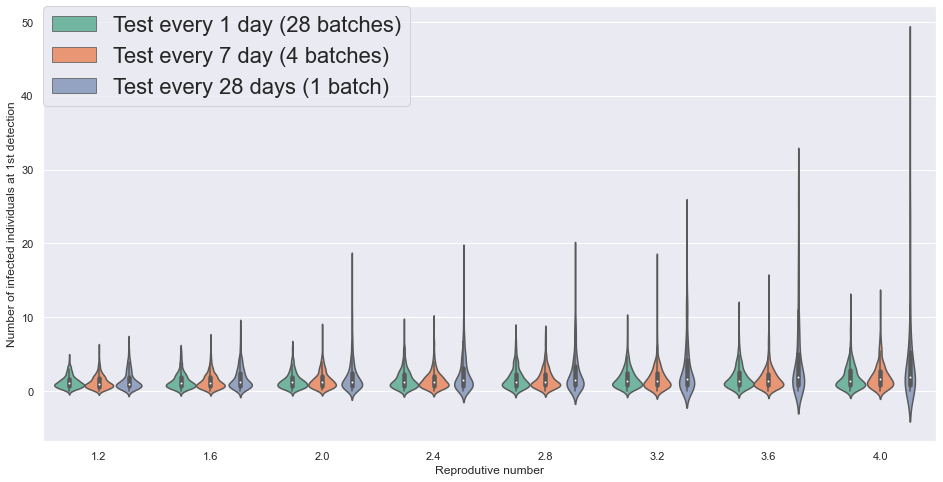 Test every 1 day (28 batches)
Test every 7 day (4 batches)
Test every 28 days (1 batch)
Number of infected individuals at 1st detection
50
40
30
20
10
0
1.2 1.6 2.0 2.4 2.8 3.2 3.6 4.0
Reprodutive number